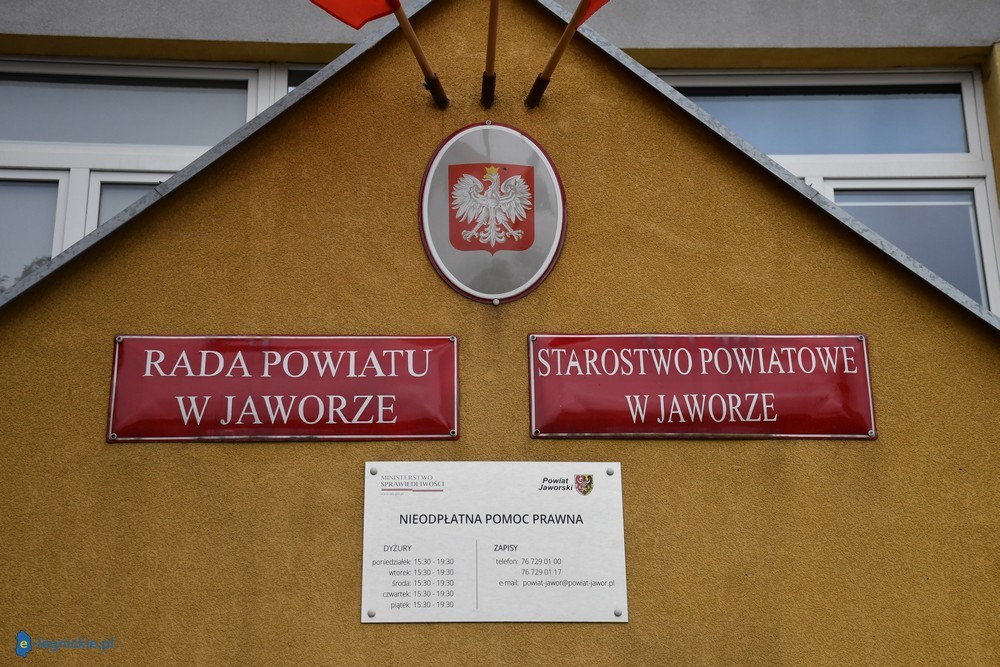 RADA POWIATU
W JAWORZE
STAROSTWO POWIATOWE
W JAWORZE
MINISTERSTWO
SPRAWIEDLIWOŚCI
Powiat
Jaworski
NIEODPŁATNA POMOC PRAWNA
DYŻURY
poniedziałek: 15:30 - 19:30
wtorek: 15:30 - 19:30
środa: 15:30 - 19:30
czwartek: 15:30 - 19:30
piątek: 15:30 - 19:30
ZAPISY
telefon: 76 729 01 00
76 729 01 17
e-mail: powiat-jawor@powiat-jawor.pl
e-legnickie.pl